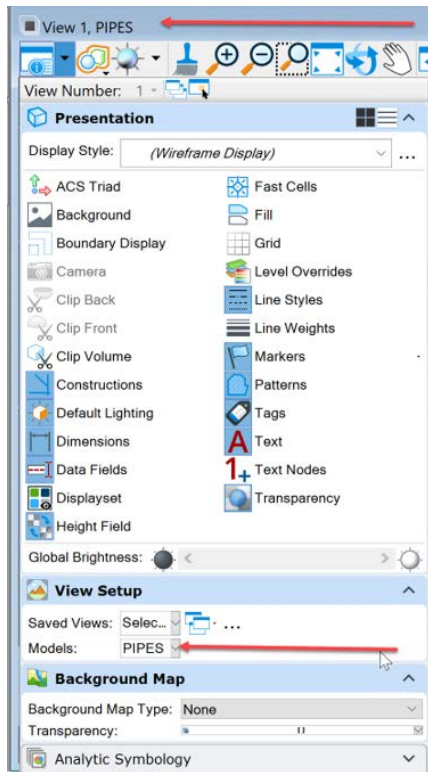 View 1, PIPES
View Number: 1
Presentation
Display Style: (Wireframe Display) ...
ACS Triad Fast Cells
Background Fill
Boundary Display Grid
Camera Level Overrides
Clip Back Line Styles
Clip Front Line Weights
Clip Volume Markers
Constructions Patterns
Default Lighting Tags
Dimensions A Text
Data Fields 1+ Text Nodes
Displayset Transparency
Height Field
Global Brightness:
View Setup
Saved Views: Selec... ...
Models: PIPES
Background Map
Background Map Type: None
Transparency:
Analytic Symbology